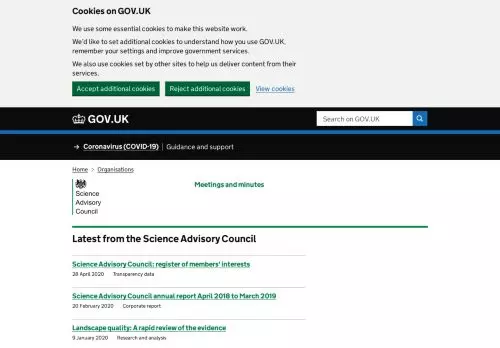 Cookies on GOV.UK
We use some essential cookies to make this website work.
We'd like to set additional cookies to understand how you use GOV.UK,
remember your settings and improve government services.
We also use cookies set by other sites to help us deliver content from their
services.
Accept additional cookies Reject additional cookies View cookies
GOV.UK Search on GOV.UK
→ Coronavirus (COVID-19) | Guidance and support
Home > Organisations
Science
Advisory
Council
Meetings and minutes
Latest from the Science Advisory Council
Science Advisory Council: register of members' interests
28 April 2020 Transparency data
Science Advisory Council annual report April 2018 to March 2019
20 February 2020 Corporate report
Landscape quality: A rapid review of the evidence
9 January 2020 Research and analysis